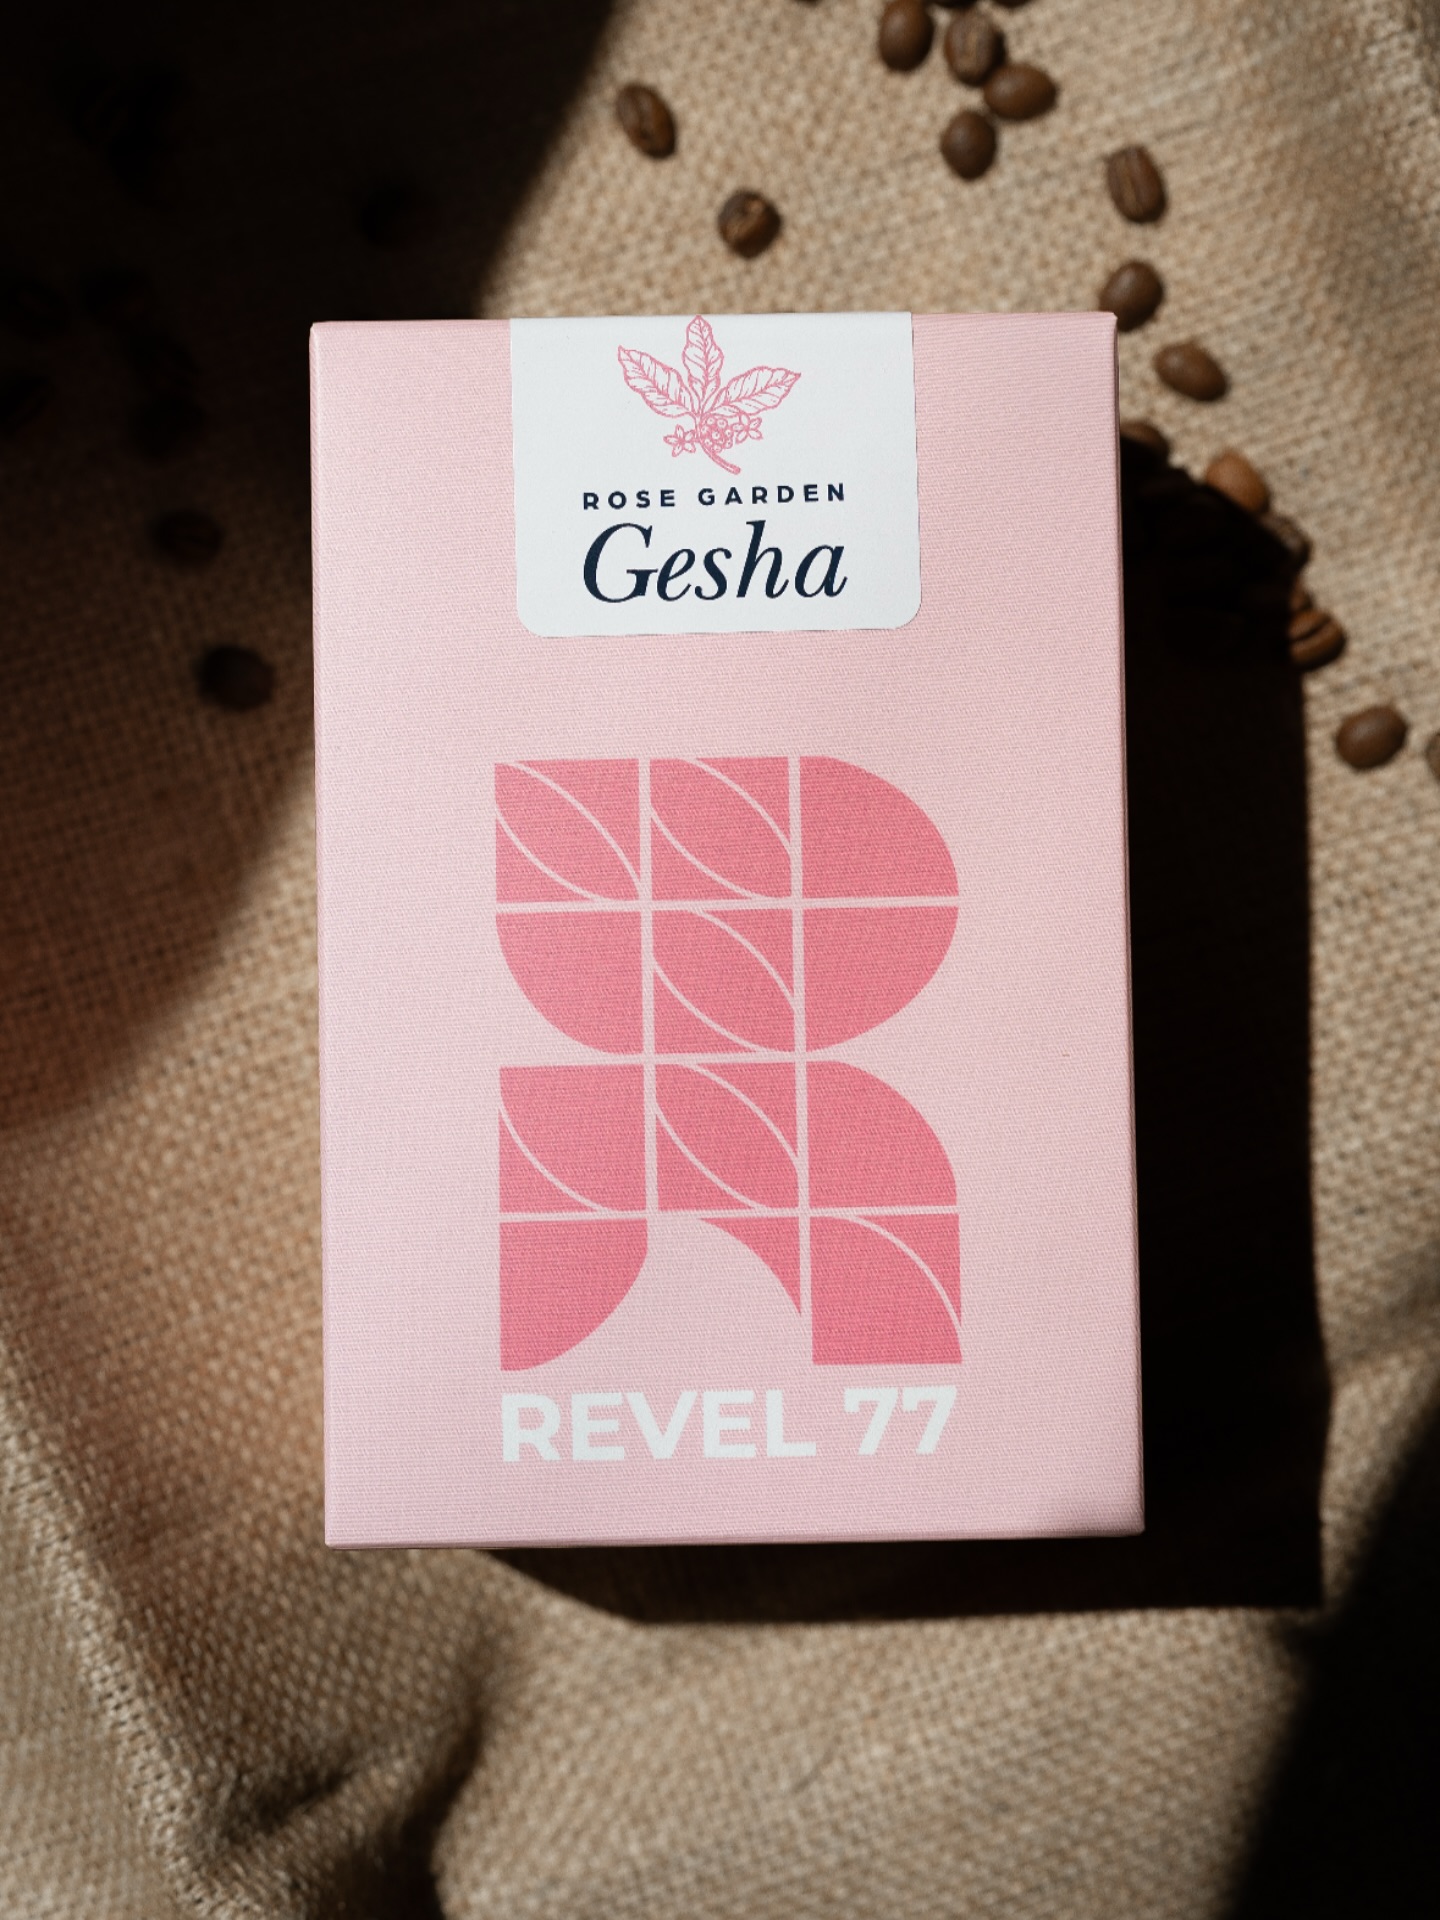 ROSE GARDEN
Gesha
REVEL 77